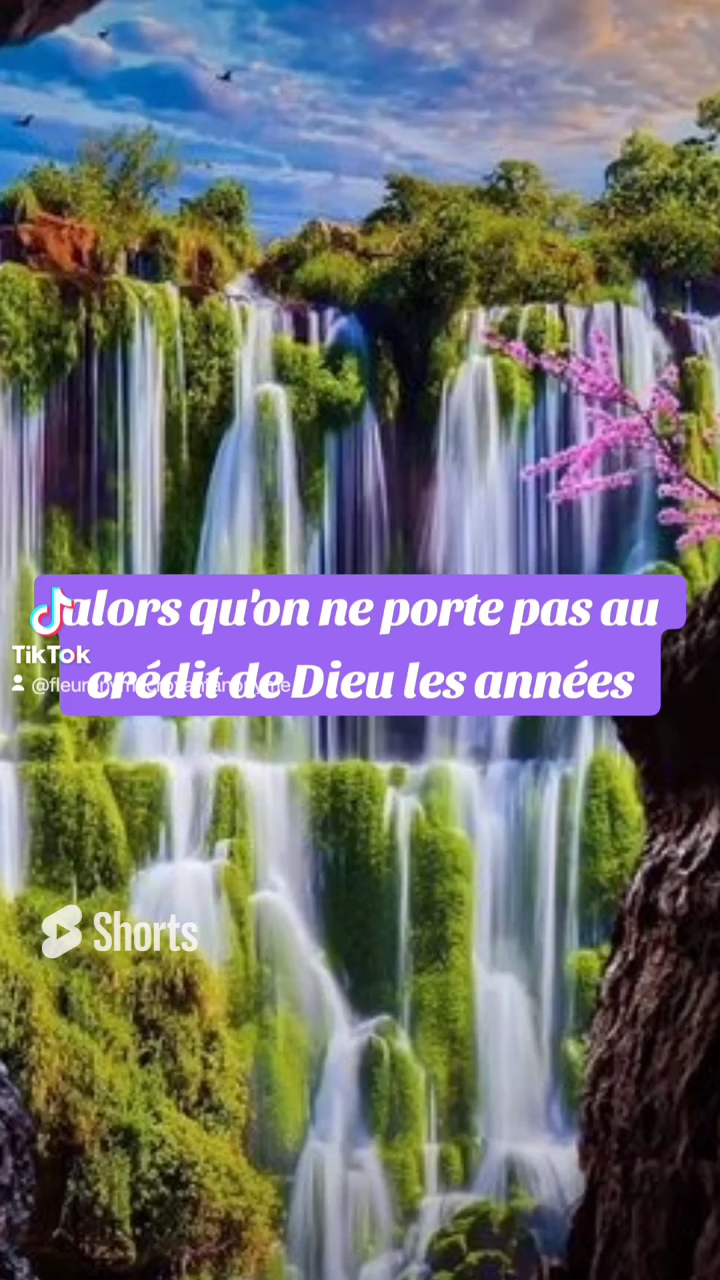 alors qu'on ne porte pas au
crédit de Dieu les années
TikTok
Shorts